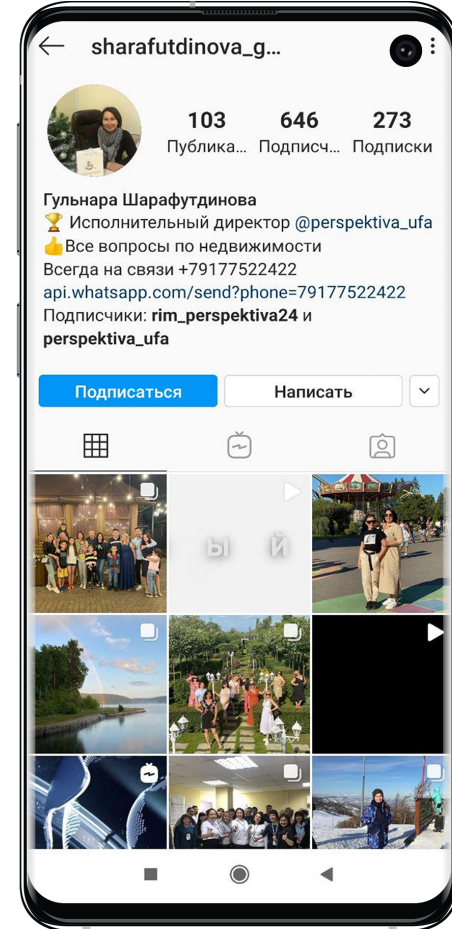 sharafutdinova_g...
103 646 273
Публика... Подписч... Подписки
Гульнара Шарафутдинова
🏆 Исполнительный директор @perspektiva_ufa
👍Все вопросы по недвижимости
Всегда на связи +79177522422
api.whatsapp.com/send?phone=79177522422
Подписчики: rim_perspektiva24 и
perspektiva_ufa
Подписаться Написать
ы й